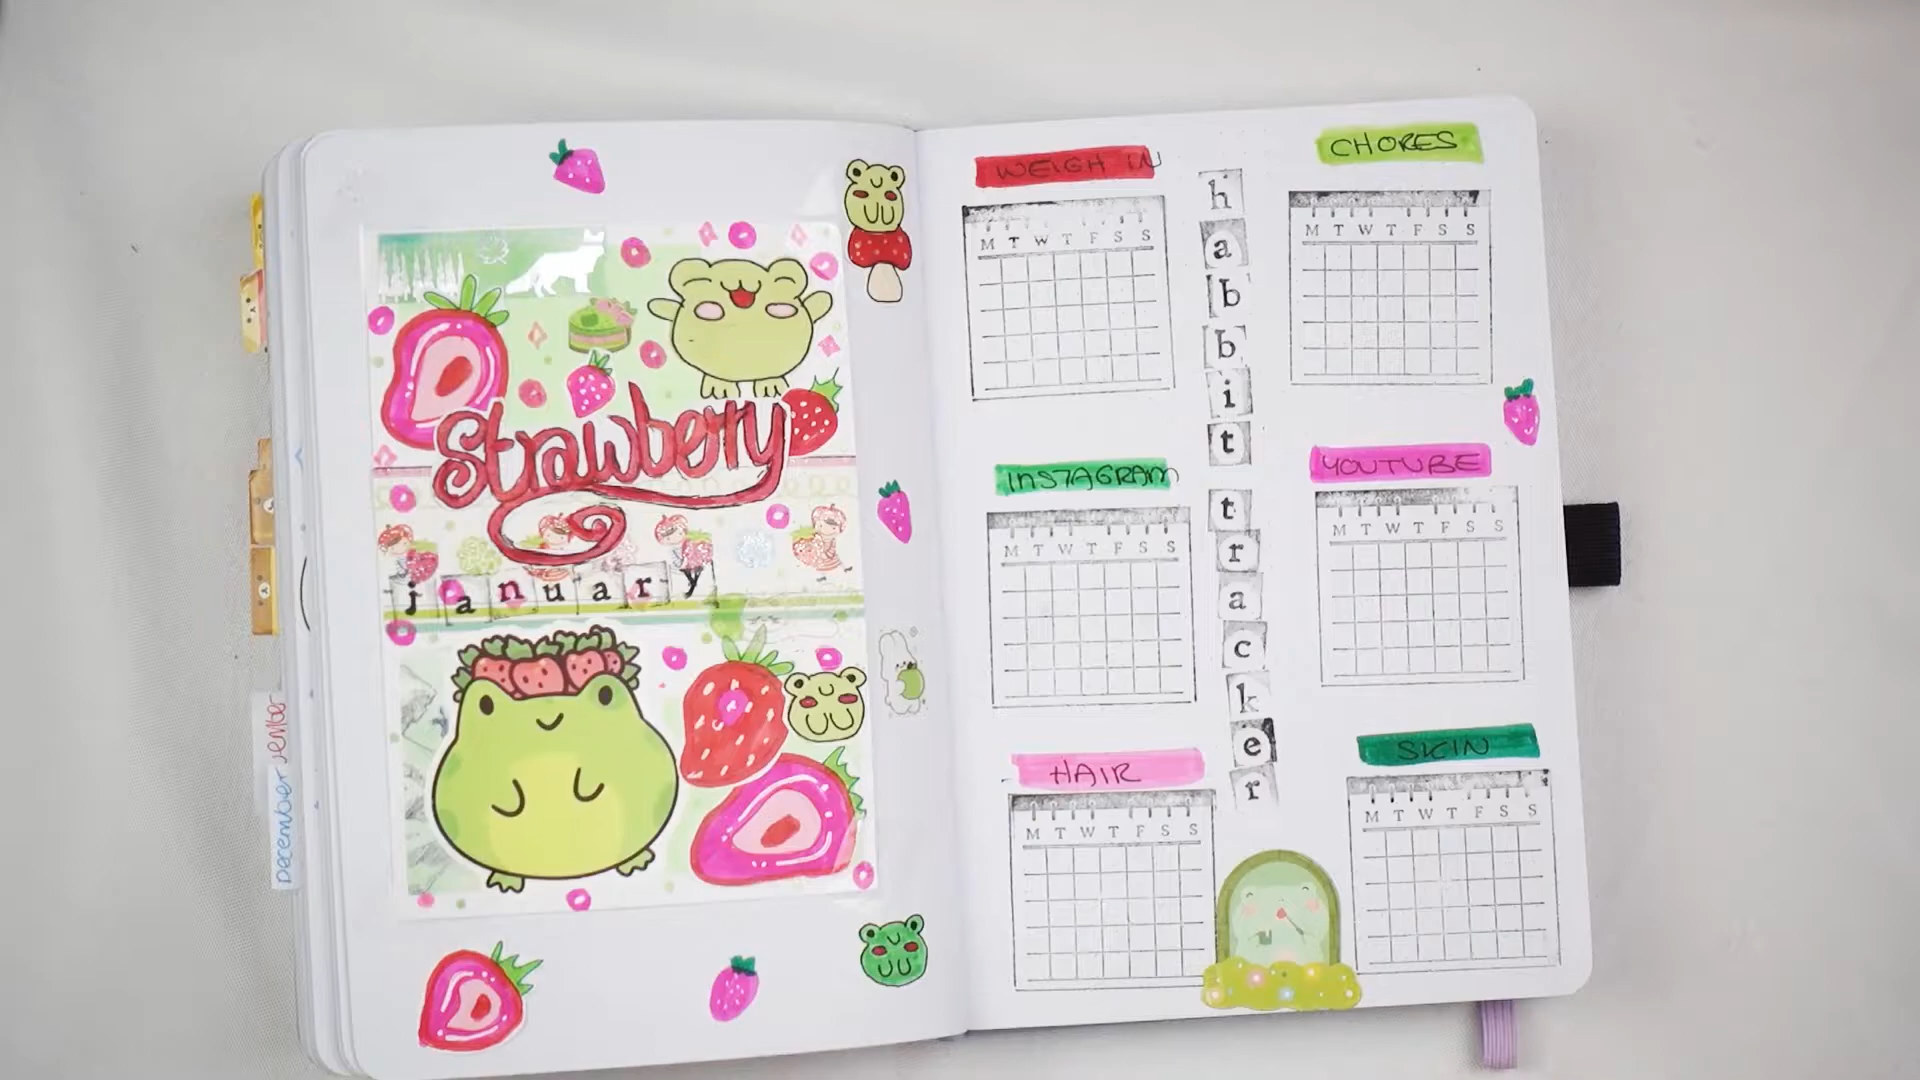 Strawberry
january
December
habbit tracker
WEIGH IN
M T W T F S S
CHORES
M T W T F S S
INSTAGRAM
M T W T F S S
YOUTUBE
M T W T F S S
HAIR
M T W T F S S
SKIN
M T W T F S S